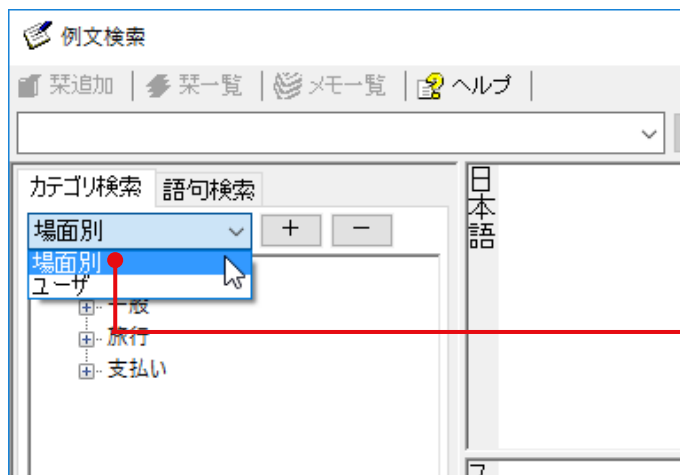 例文検索
栞追加 栞一覧 メモ一覧 ヘルプ
カテゴリ検索 語句検索
場面別 + −
場面別
ユーザ
一般
旅行
支払い
日本語